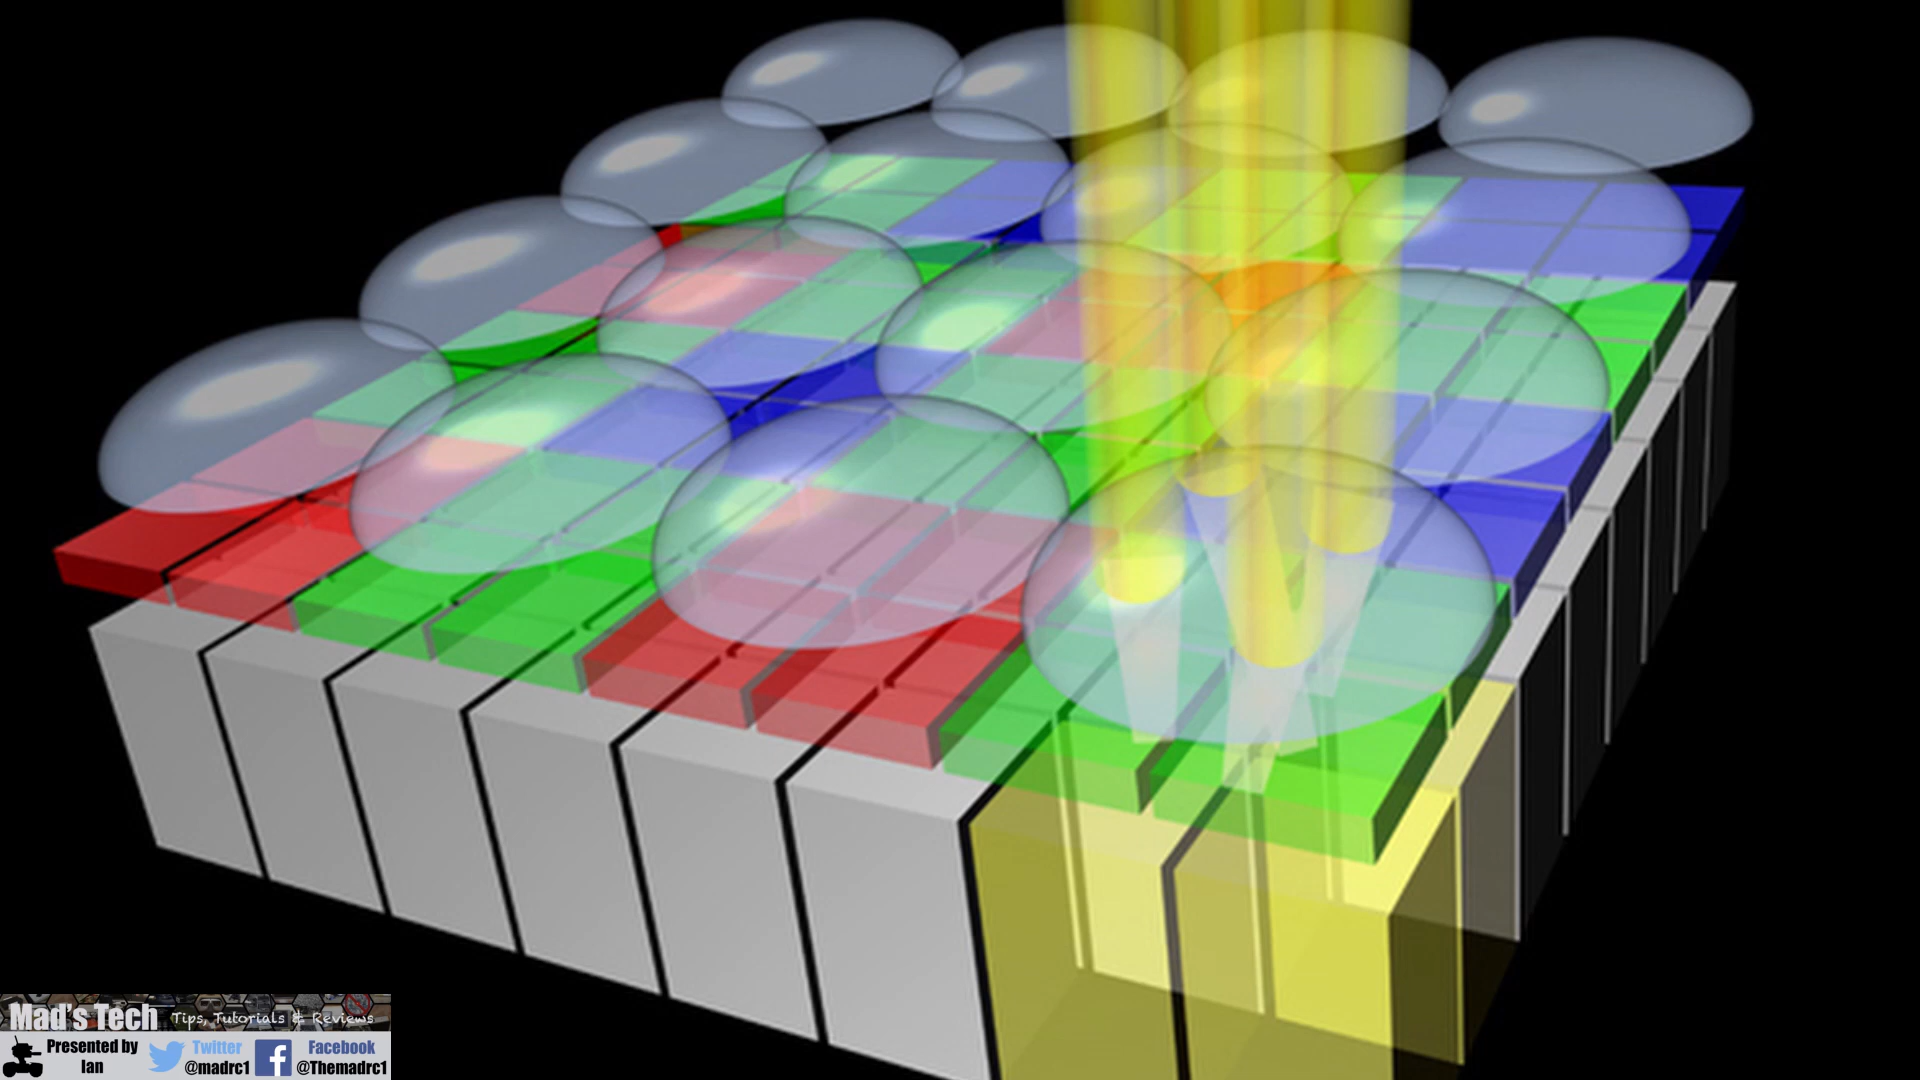 Mad's Tech Tips, Tutorials & Reviews
Presented by Twitter Facebook
Ian @madrc1 @Themadrc1